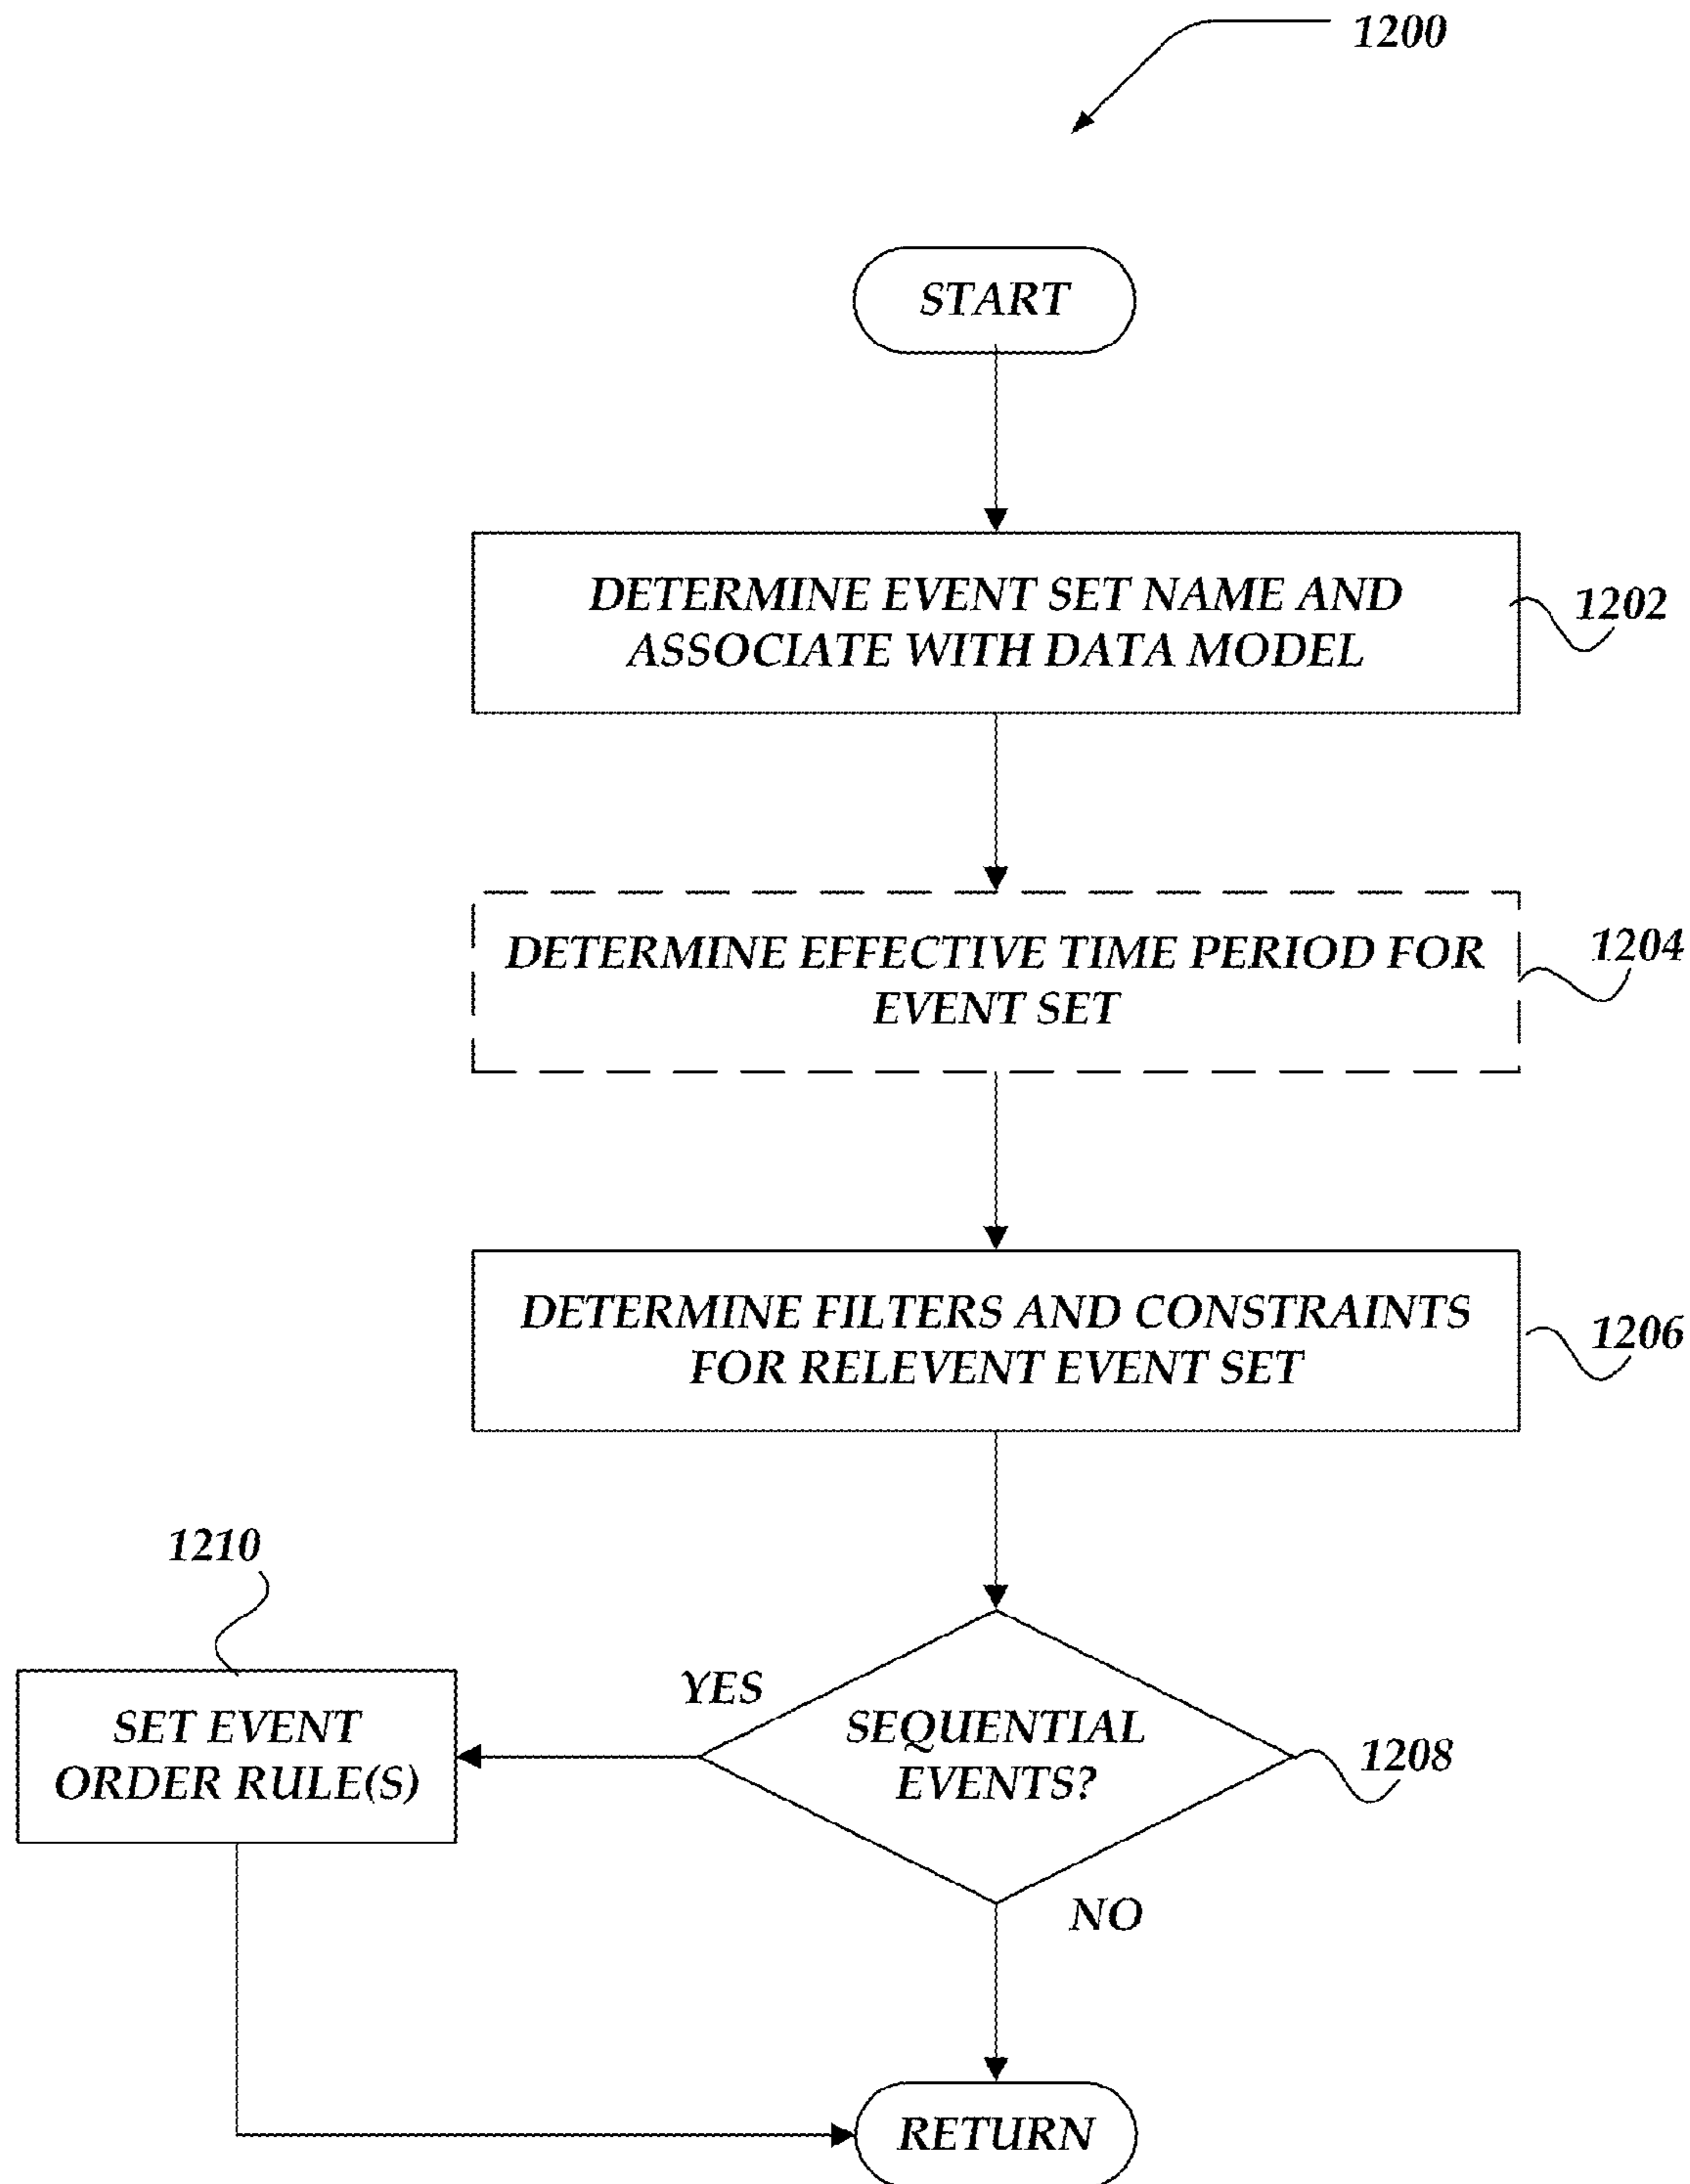 1200
START
DETERMINE EVENT SET NAME AND
ASSOCIATE WITH DATA MODEL
1202
DETERMINE EFFECTIVE TIME PERIOD FOR
EVENT SET
1204
DETERMINE FILTERS AND CONSTRAINTS
FOR RELEVENT EVENT SET
1206
1210
SET EVENT
ORDER RULE(S)
YES
SEQUENTIAL
EVENTS?
1208
NO
RETURN